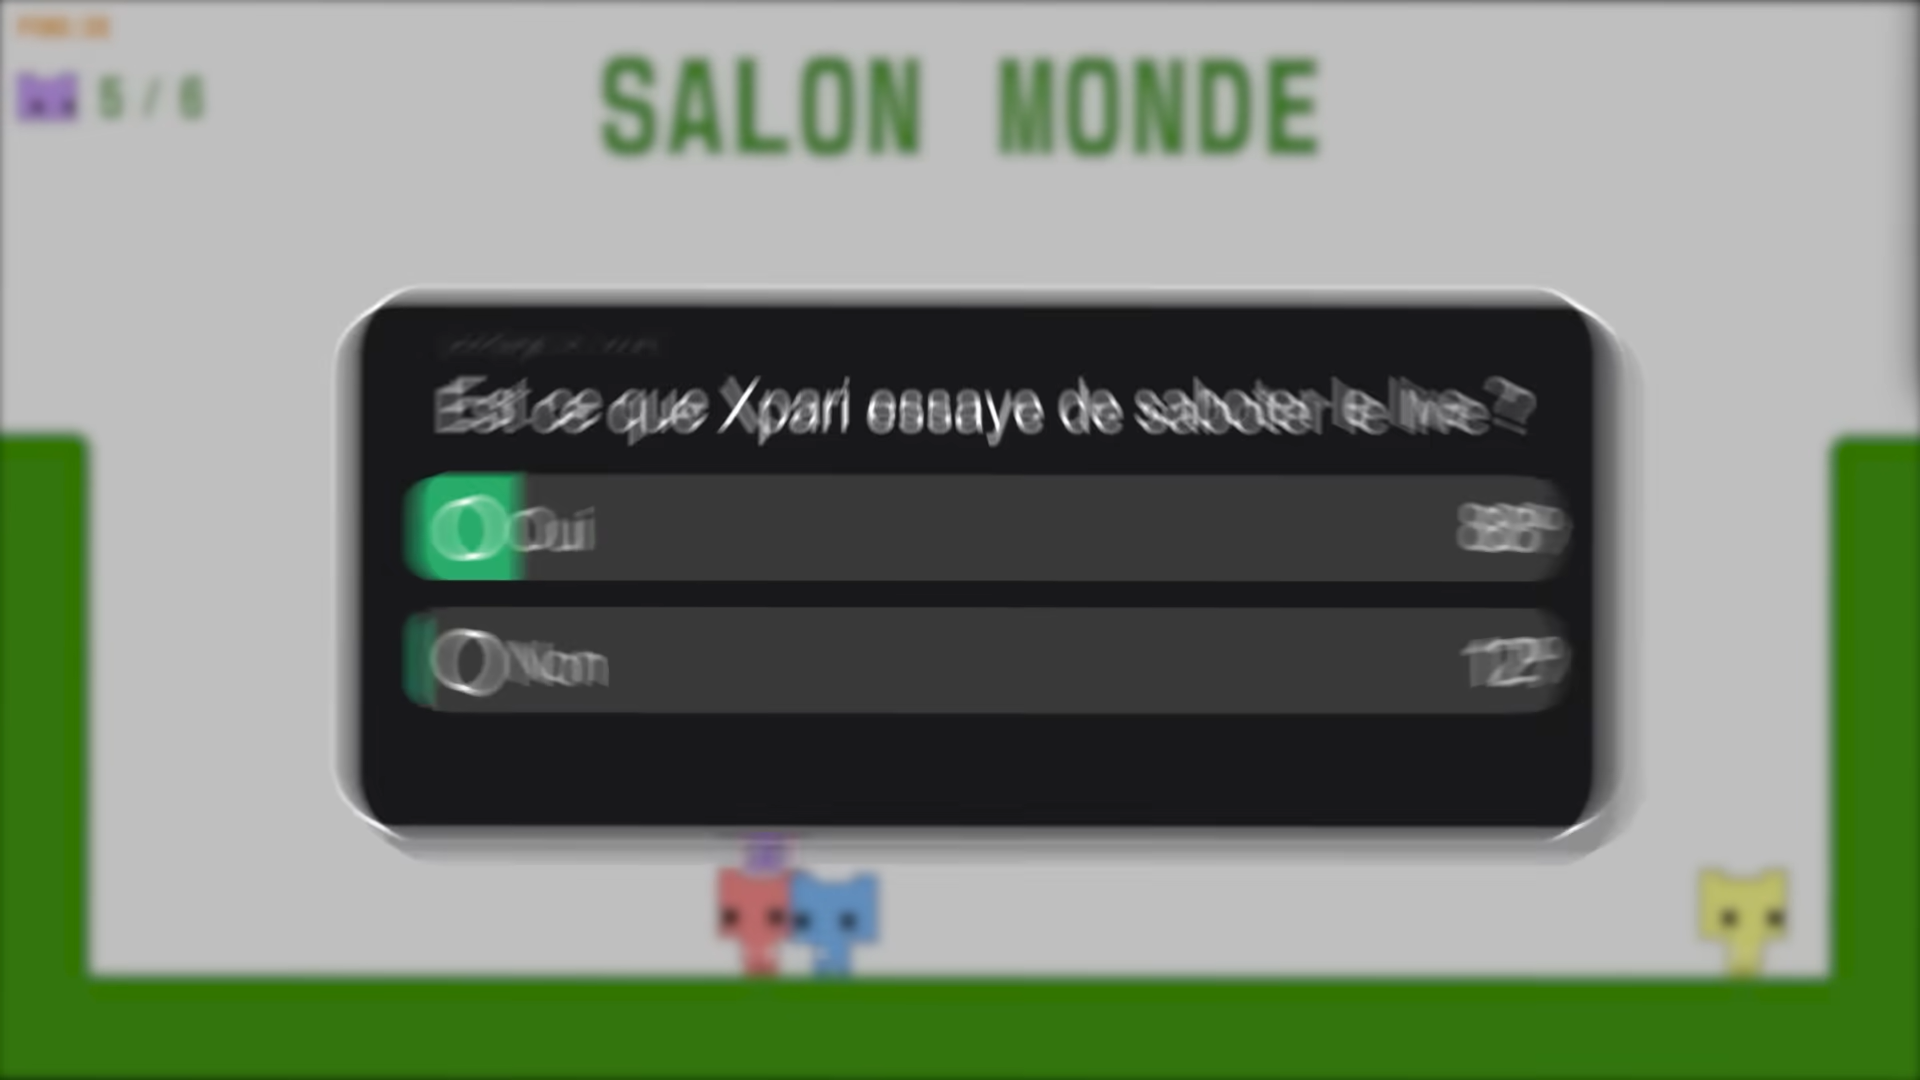 5 / 6
SALON MONDE
Est ce que Xpari essaye de saboter le live ?
Oui
Non